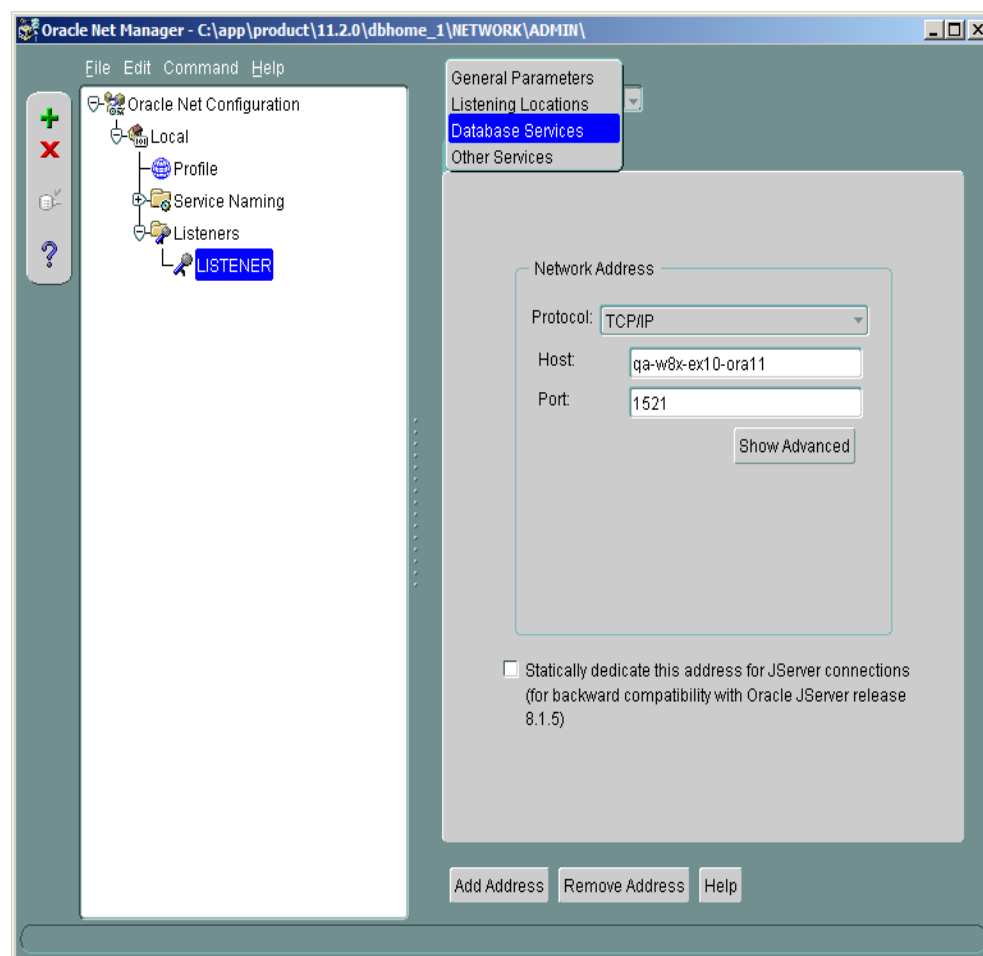 Oracle Net Manager - C:\app\product\11.2.0\dbhome_1\NETWORK\ADMIN\
File Edit Command Help
Oracle Net Configuration
Local
Profile
Service Naming
Listeners
LISTENER
General Parameters
Listening Locations
Database Services
Other Services
Network Address
Protocol: TCP/IP
Host: qa-w8x-ex10-ora11
Port: 1521
Show Advanced
Statically dedicate this address for JServer connections
(for backward compatibility with Oracle JServer release
8.1.5)
Add Address Remove Address Help